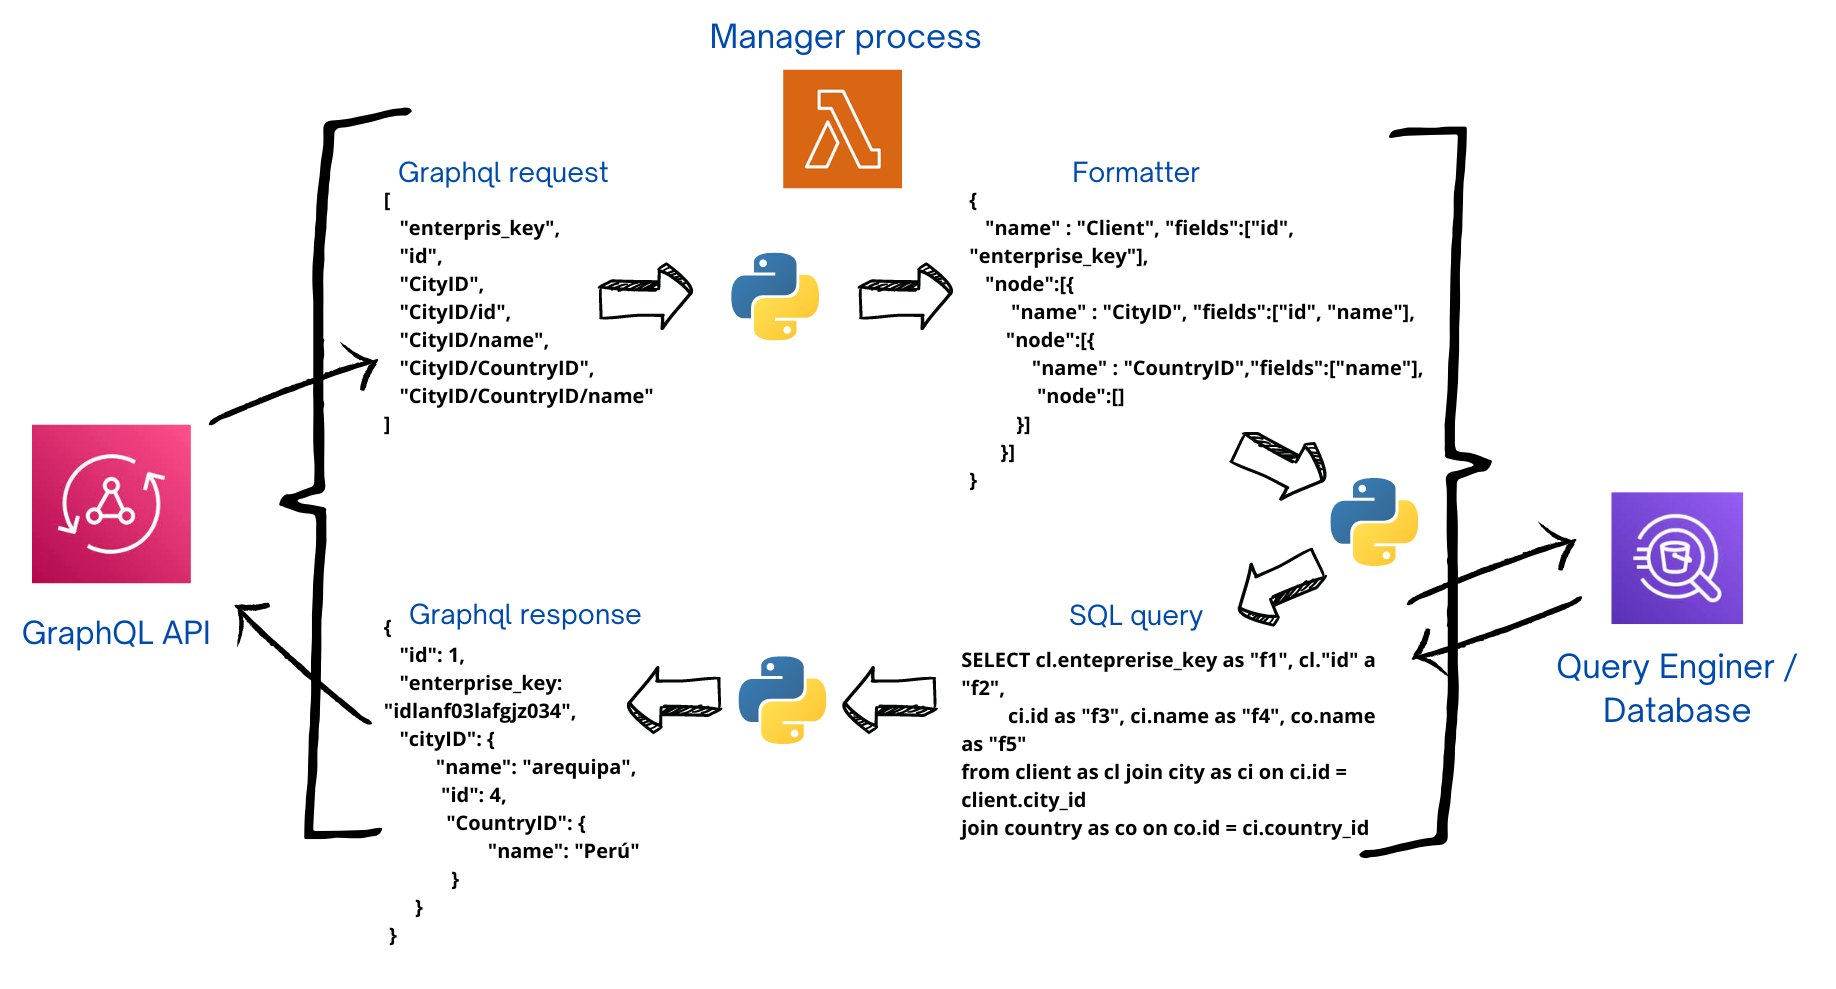 Manager process
Graphql request
[
"enterpris_key",
"id",
"CityID",
"CityID/id",
"CityID/name",
"CityID/CountryID",
"CityID/CountryID/name"
]
Formatter
{
"name" : "Client", "fields":["id",
"enterprise_key"],
"node":[{
"name" : "CityID", "fields":["id", "name"],
"node":[{
"name" : "CountryID","fields":["name"],
"node":[]
}]
}]
}
GraphQL API
SQL query
SELECT cl.enteprerise_key as "f1", cl."id" a
"f2",
ci.id as "f3", ci.name as "f4", co.name
as "f5"
from client as cl join city as ci on ci.id =
client.city_id
join country as co on co.id = ci.country_id
Query Enginer /
Database
Graphql response
{
"id": 1,
"enterprise_key:
"idlanf03lafgjz034",
"cityID": {
"name": "arequipa",
"id": 4,
"CountryID": {
"name": "Perú"
}
}
}